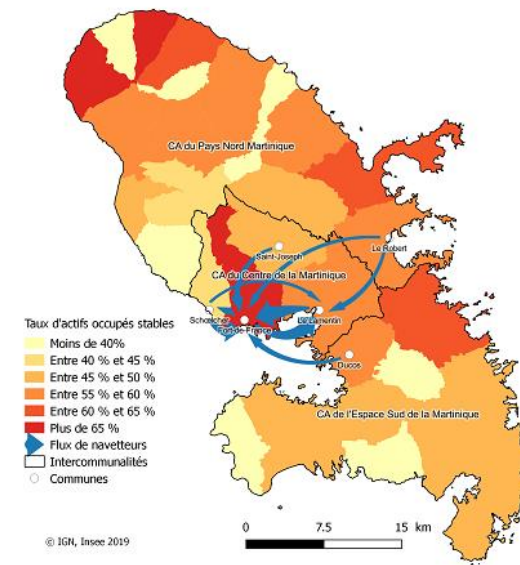 CA du Pays Nord Martinique
Le Robert
Saint-Joseph
CA du Centre de la Martinique
Schœlcher
Le Lamentin
Fort-de-France
Ducos
CA de l'Espace Sud de la Martinique
Taux d'actifs occupés stables
Moins de 40%
Entre 40 % et 45 %
Entre 45 % et 50 %
Entre 55 % et 60 %
Entre 60 % et 65 %
Plus de 65 %
Flux de navetteurs
Intercommunalités
Communes
0 7.5 15 km
© IGN, Insee 2019